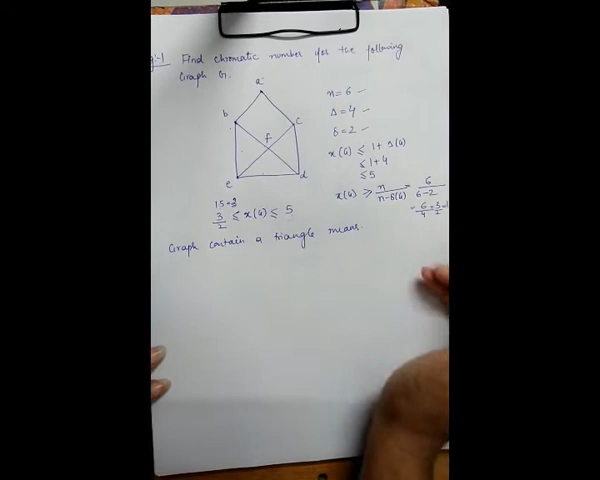 Find chromatic number for the following
Graph G.
a
b
c
f
e
d
n=6
Δ=4
δ=2
x(G) ≤ 1+Δ(G)
≤ 1+4
≤ 5
x(G) ≥ n/n-δ(G) = 6/6-2
= 6/4 = 3/2
1.5 =
3/2 ≤ x(G) ≤ 5
Graph contain a triangle means.